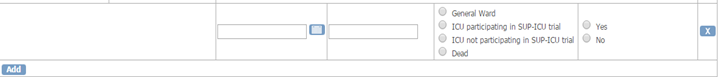 General Ward
ICU participating in SUP-ICU trial
ICU not participating in SUP-ICU trial
Dead
Yes
No
X
Add